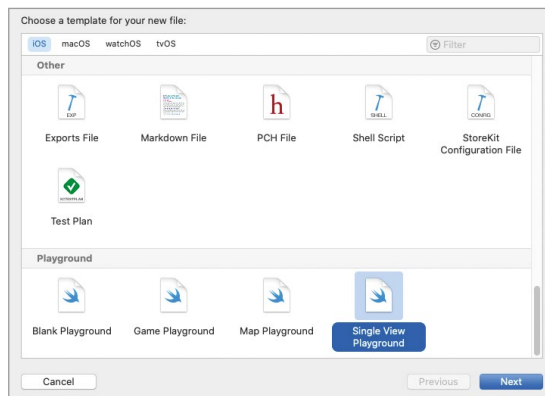 Choose a template for your new file:
iOS macOS watchOS tvOS Filter
Other
EXP SHELL CONFIG
h
Exports File Markdown File PCH File Shell Script StoreKit
Configuration File
Test Plan
Playground
Blank Playground Game Playground Map Playground Single View
Playground
Cancel Previous Next